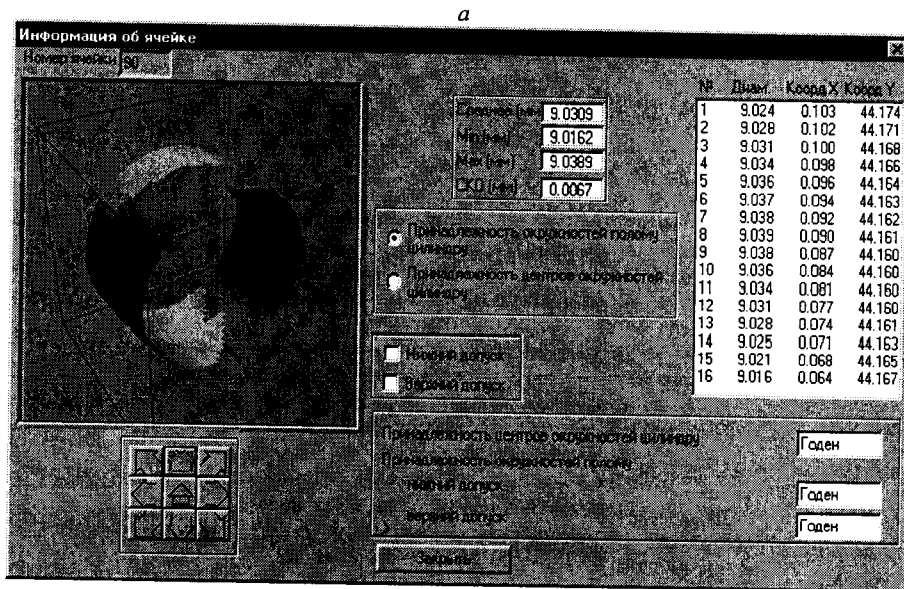 а
Информация об ячейке
Номер ячейки 90
Среднее (мм) 9.0309
Min (мм) 9.0162
Max (мм) 9.0389
СКО (мм) 0.0067
Принадлежность окружностей полому
цилиндру
Принадлежность центров окружностей
цилиндру
Нижний допуск
Верхний допуск
№ Диам Коорд X Коорд Y
1 9.024 0.103 44.174
2 9.028 0.102 44.171
3 9.031 0.100 44.168
4 9.034 0.098 44.166
5 9.036 0.096 44.164
6 9.037 0.094 44.163
7 9.038 0.092 44.162
8 9.039 0.090 44.161
9 9.038 0.087 44.160
10 9.036 0.084 44.160
11 9.034 0.081 44.160
12 9.031 0.077 44.160
13 9.028 0.074 44.161
14 9.025 0.071 44.163
15 9.021 0.068 44.165
16 9.016 0.064 44.167
Принадлежность центров окружностей цилиндру Годен
Принадлежность окружностей полому
нижний допуск Годен
верхний допуск Годен
Закрыть